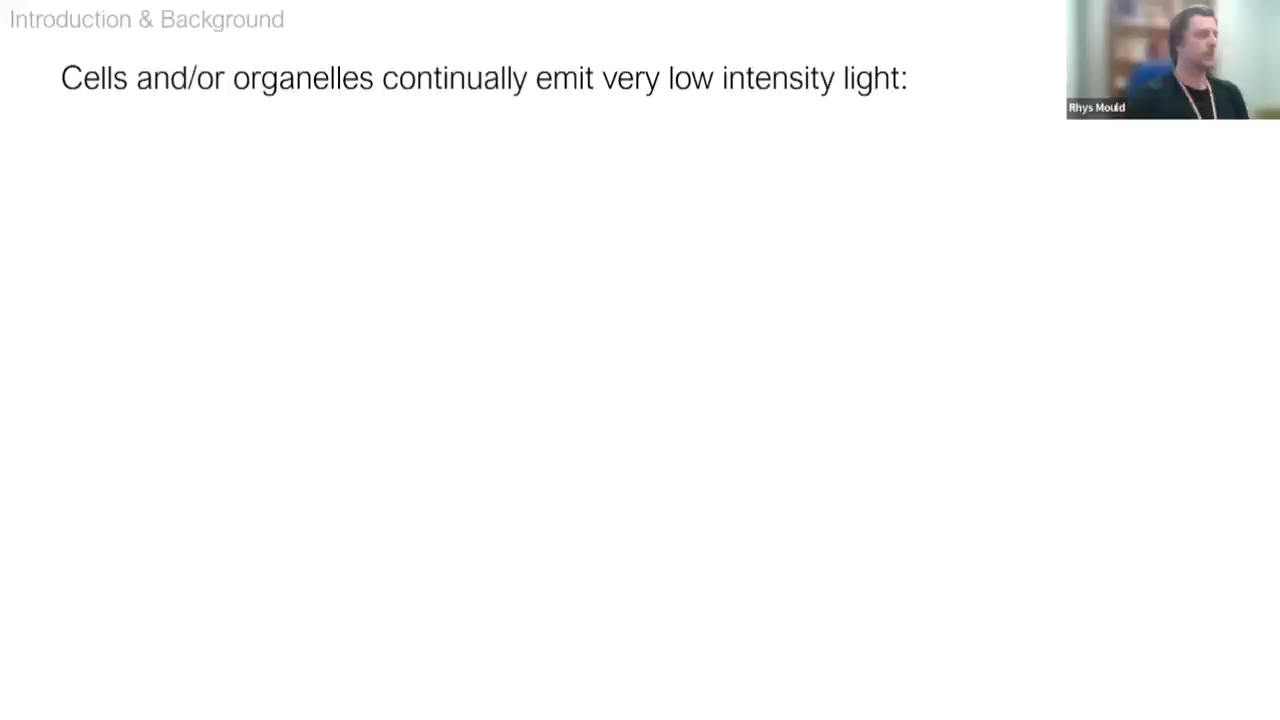 Introduction & Background
Cells and/or organelles continually emit very low intensity light:
Rhys Mould